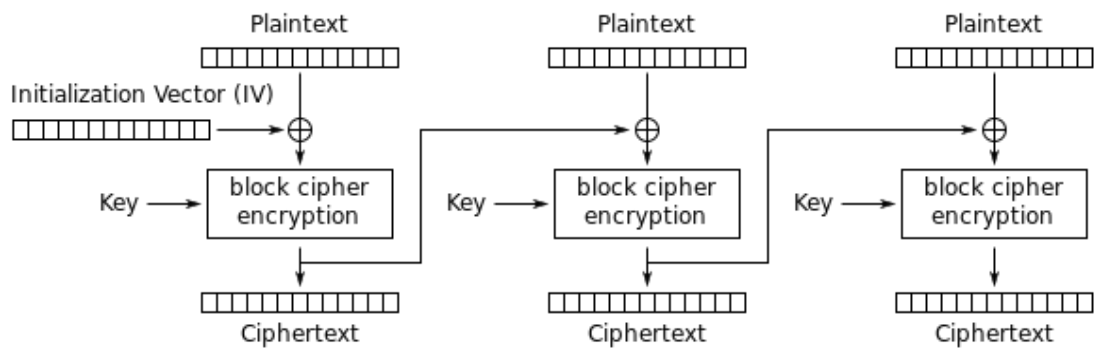 Plaintext
Plaintext
Plaintext
Initialization Vector (IV)
Key
block cipher
encryption
Key
block cipher
encryption
Key
block cipher
encryption
Ciphertext
Ciphertext
Ciphertext